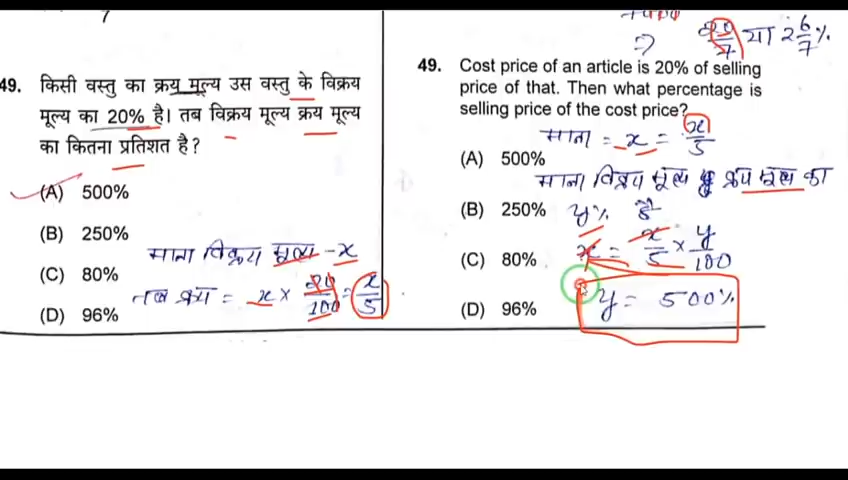 7
⇒ 20/7 या 2 6/7 %
49. किसी वस्तु का क्रय मूल्य उस वस्तु के विक्रय
मूल्य का 20% है। तब विक्रय मूल्य क्रय मूल्य
का कितना प्रतिशत है?
(A) 500%
(B) 250%
(C) 80%
(D) 96%
माना विक्रय मूल्य - x
तब क्रय = x × 20/100 = x/5
49. Cost price of an article is 20% of selling
price of that. Then what percentage is
selling price of the cost price?
माना = x = x/5
(A) 500%
माना विक्रय मूल्य क्रय मूल्य का
(B) 250%
y% है
x = x/5 × y/100
(C) 80%
y = 500%
(D) 96%